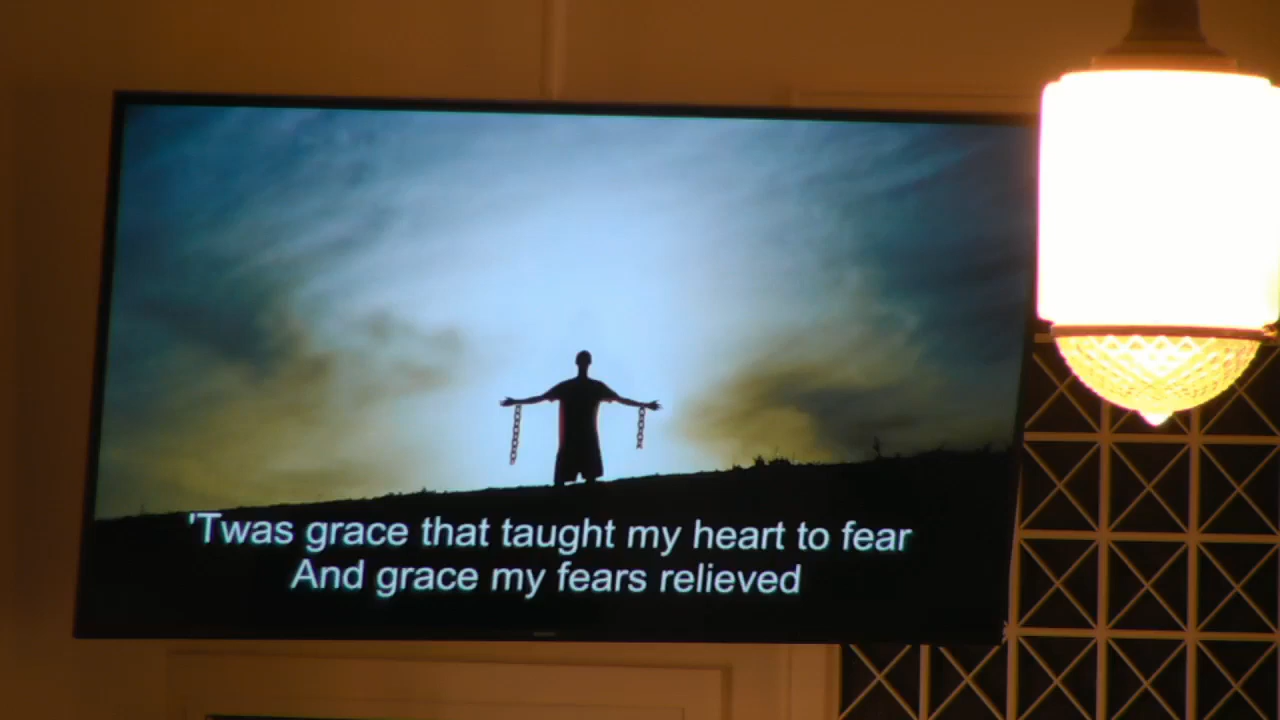 'Twas grace that taught my heart to fear
And grace my fears relieved